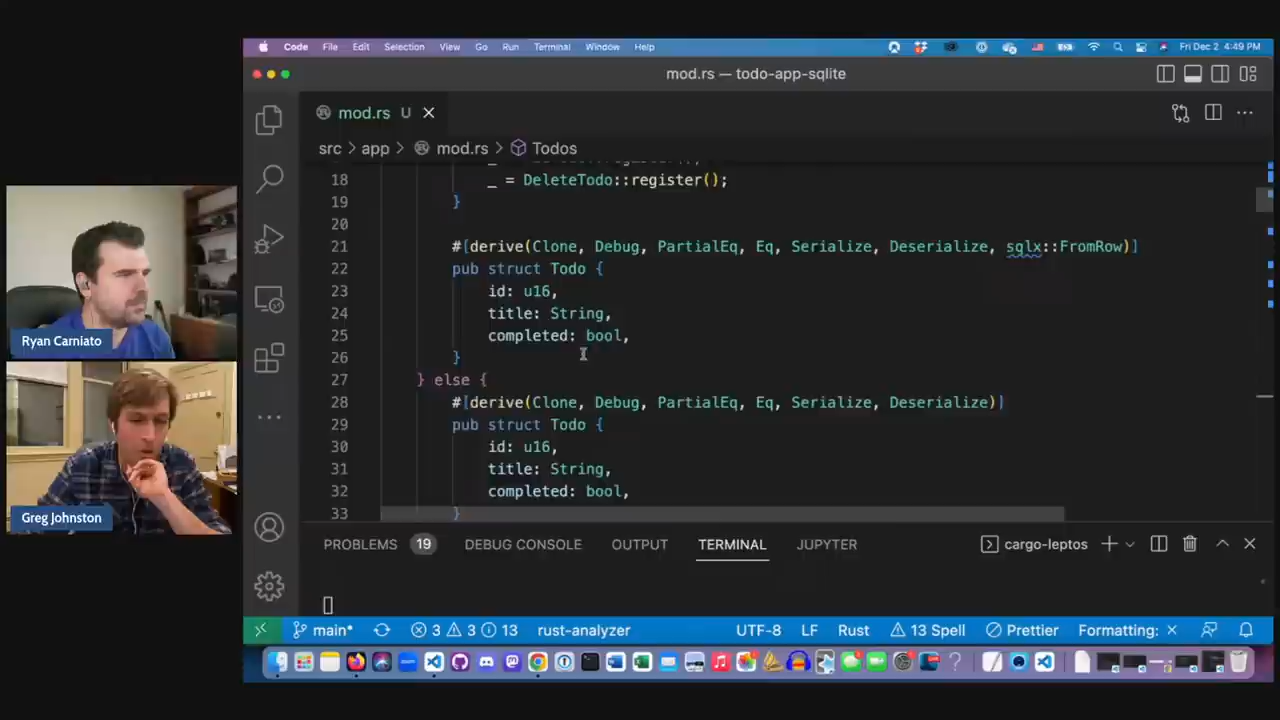 Code File Edit Selection View Go Run Terminal Window Help Fri Dec 2 4:49 PM
mod.rs — todo-app-sqlite
mod.rs U
src > app > mod.rs > Todos
18 _ = DeleteTodo::register();
19 }
20
21 #[derive(Clone, Debug, PartialEq, Eq, Serialize, Deserialize, sqlx::FromRow)]
22 pub struct Todo {
23 id: u16,
24 title: String,
25 completed: bool,
26 }
27 } else {
28 #[derive(Clone, Debug, PartialEq, Eq, Serialize, Deserialize)]
29 pub struct Todo {
30 id: u16,
31 title: String,
32 completed: bool,
33 }
PROBLEMS 19 DEBUG CONSOLE OUTPUT TERMINAL JUPYTER cargo-leptos
main* 3 3 13 rust-analyzer UTF-8 LF Rust 13 Spell Prettier Formatting:
Ryan Carniato
Greg Johnston